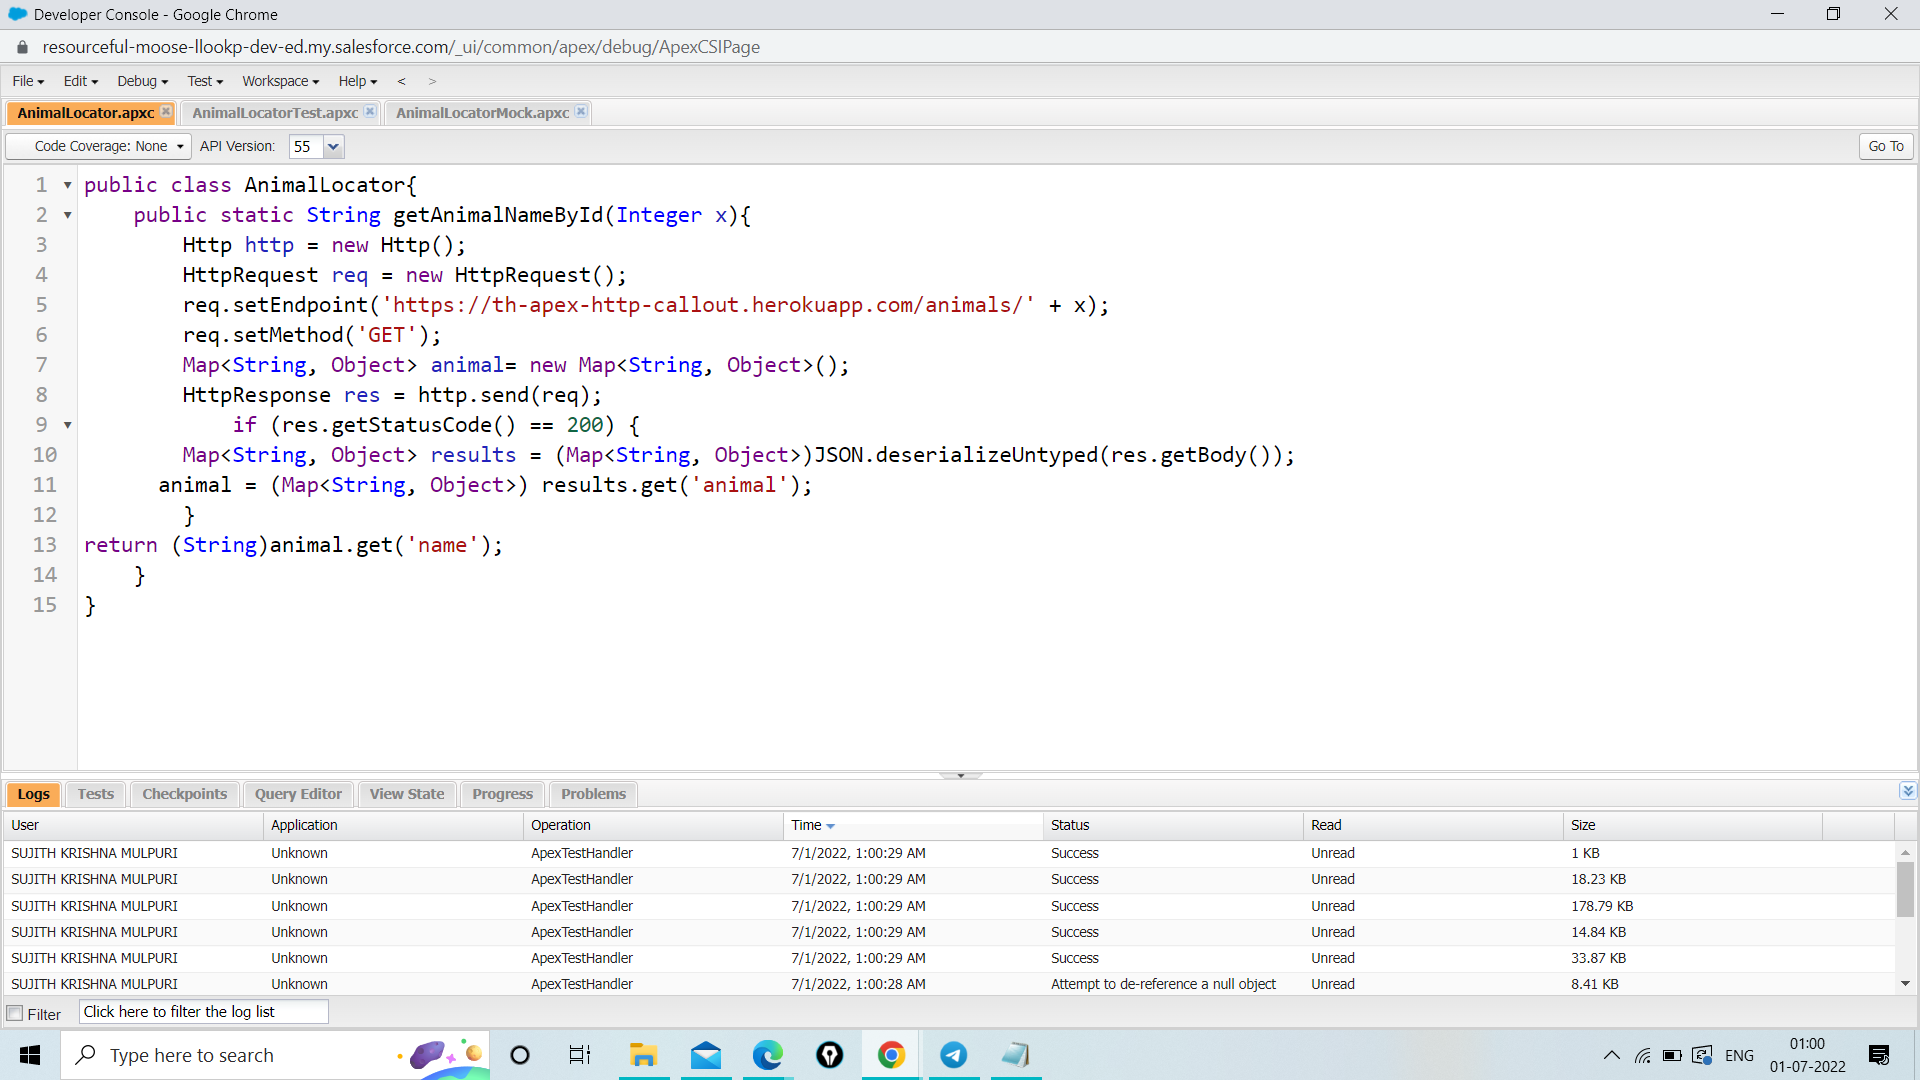 Developer Console - Google Chrome
resourceful-moose-llookp-dev-ed.my.salesforce.com/_ui/common/apex/debug/ApexCSIPage
File Edit Debug Test Workspace Help < >
AnimalLocator.apxc AnimalLocatorTest.apxc AnimalLocatorMock.apxc
Code Coverage: None API Version: 55 Go To
1 public class AnimalLocator{
2 public static String getAnimalNameById(Integer x){
3 Http http = new Http();
4 HttpRequest req = new HttpRequest();
5 req.setEndpoint('https://th-apex-http-callout.herokuapp.com/animals/' + x);
6 req.setMethod('GET');
7 Map<String, Object> animal= new Map<String, Object>();
8 HttpResponse res = http.send(req);
9 if (res.getStatusCode() == 200) {
10 Map<String, Object> results = (Map<String, Object>)JSON.deserializeUntyped(res.getBody());
11 animal = (Map<String, Object>) results.get('animal');
12 }
13 return (String)animal.get('name');
14 }
15 }
Logs Tests Checkpoints Query Editor View State Progress Problems
User Application Operation Time Status Read Size
SUJITH KRISHNA MULPURI Unknown ApexTestHandler 7/1/2022, 1:00:29 AM Success Unread 1 KB
SUJITH KRISHNA MULPURI Unknown ApexTestHandler 7/1/2022, 1:00:29 AM Success Unread 18.23 KB
SUJITH KRISHNA MULPURI Unknown ApexTestHandler 7/1/2022, 1:00:29 AM Success Unread 178.79 KB
SUJITH KRISHNA MULPURI Unknown ApexTestHandler 7/1/2022, 1:00:29 AM Success Unread 14.84 KB
SUJITH KRISHNA MULPURI Unknown ApexTestHandler 7/1/2022, 1:00:29 AM Success Unread 33.87 KB
SUJITH KRISHNA MULPURI Unknown ApexTestHandler 7/1/2022, 1:00:28 AM Attempt to de-reference a null object Unread 8.41 KB
Filter Click here to filter the log list
Type here to search
ENG
01:00
01-07-2022